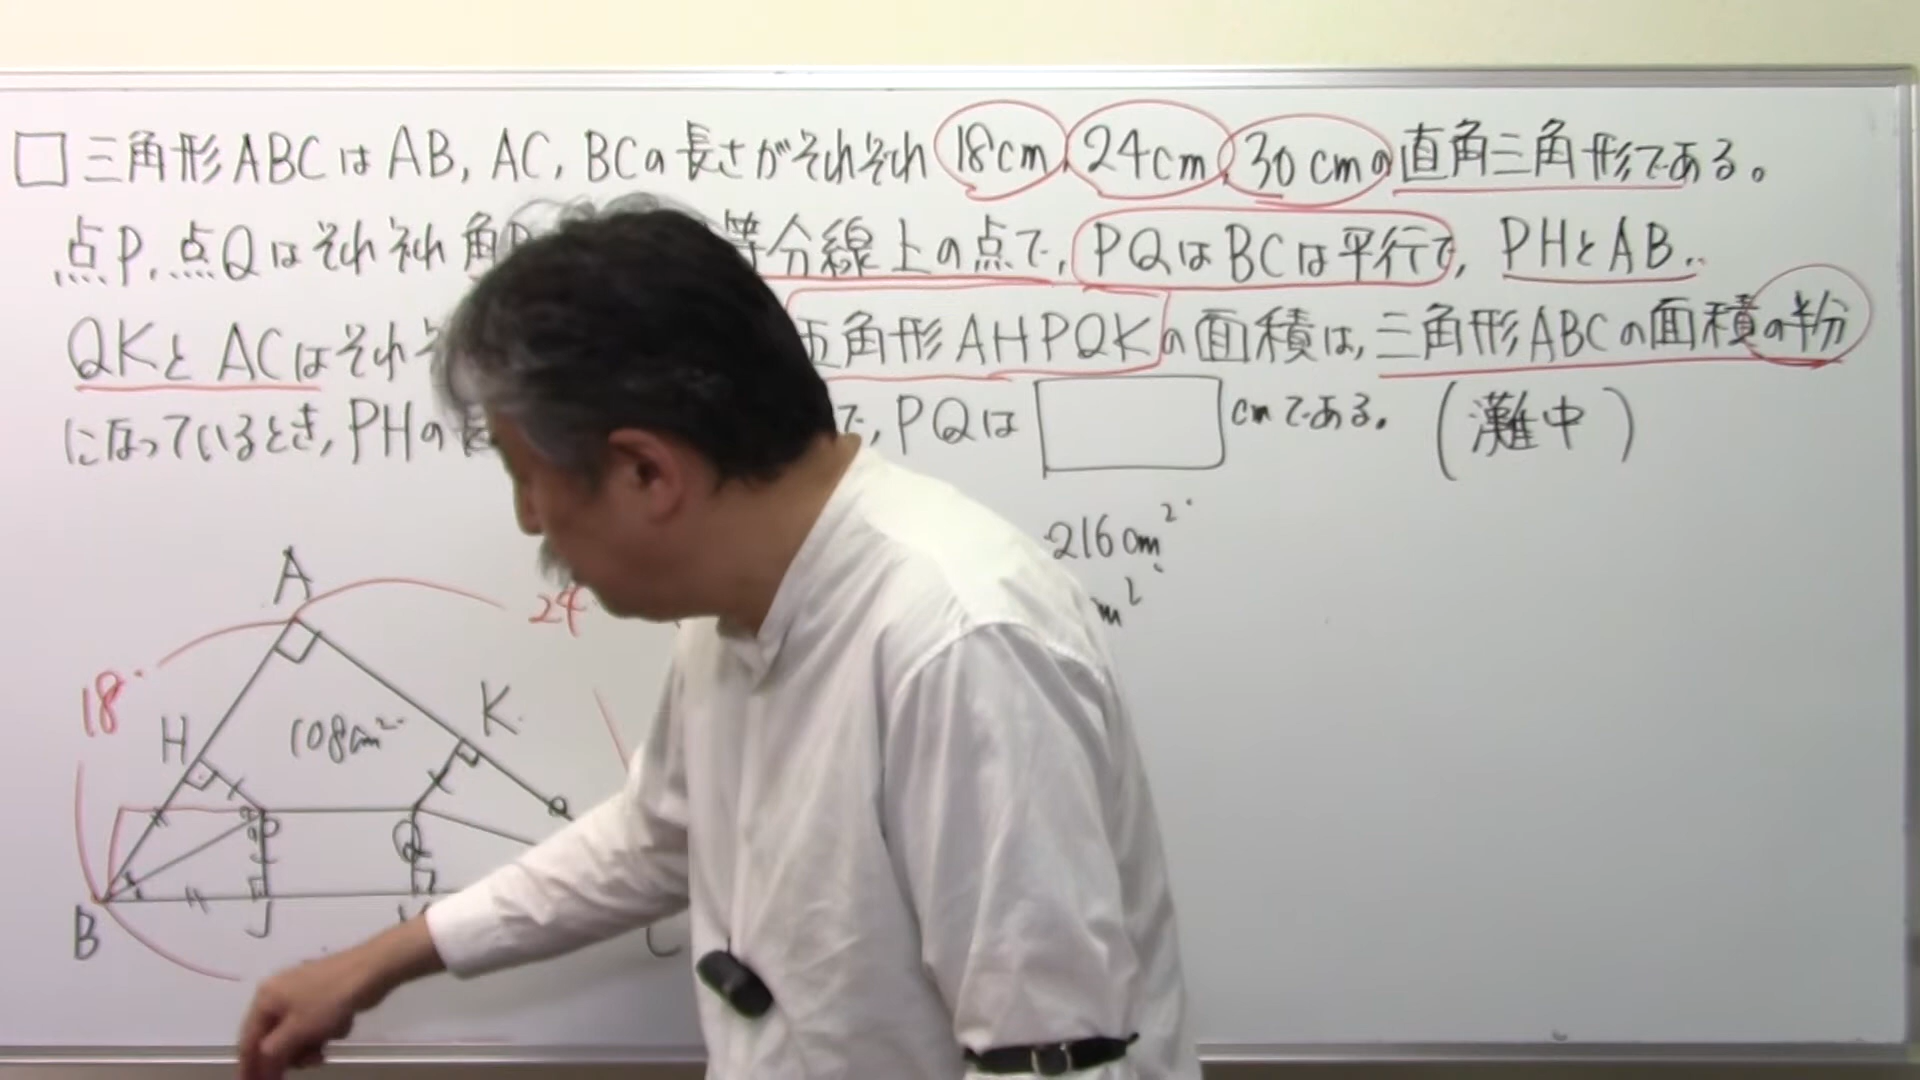 □三角形ABCはAB, AC, BCの長さがそれぞれ18cm, 24cm, 30cmの直角三角形である。
点P, 点Qはそれぞれ角 等分線上の点で, PQはBCは平行で, PHとAB,
QKとACはそれぞ 五角形AHPQKの面積は, 三角形ABCの面積の半分
になっているとき, PHの長 で, PQは cmである。 (灘中)
216cm²
m²
A
24
18
H
K
108cm²
P
Q
B
J
C